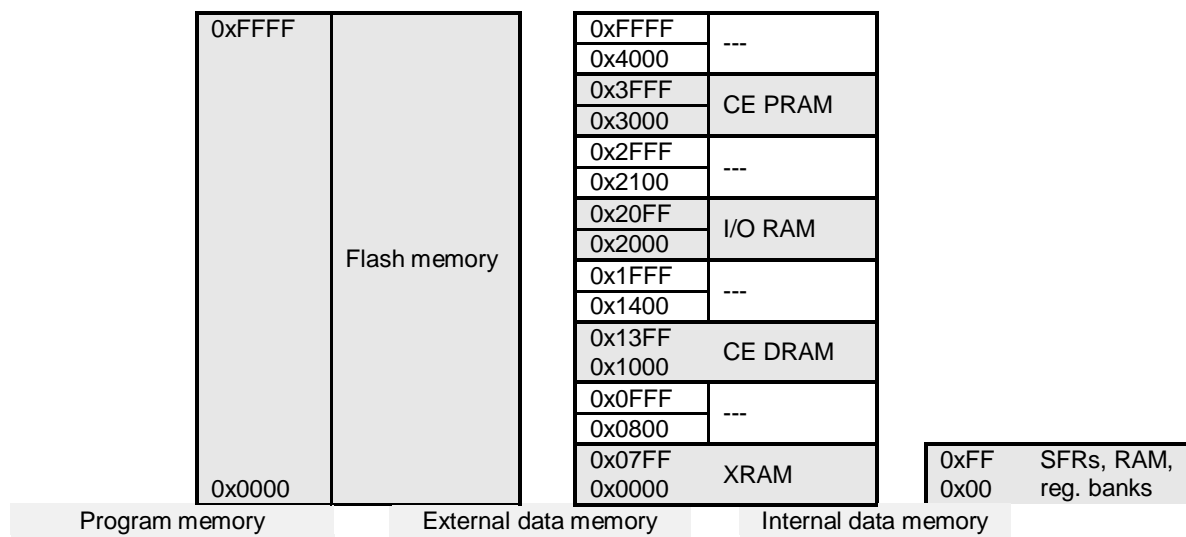 0xFFFF
Flash memory
0x0000
0xFFFF
---
0x4000
0x3FFF
CE PRAM
0x3000
0x2FFF
---
0x2100
0x20FF
I/O RAM
0x2000
0x1FFF
---
0x1400
0x13FF
CE DRAM
0x1000
0x0FFF
---
0x0800
0x07FF
XRAM
0x0000
0xFF SFRs, RAM,
0x00 reg. banks
Program memory External data memory Internal data memory